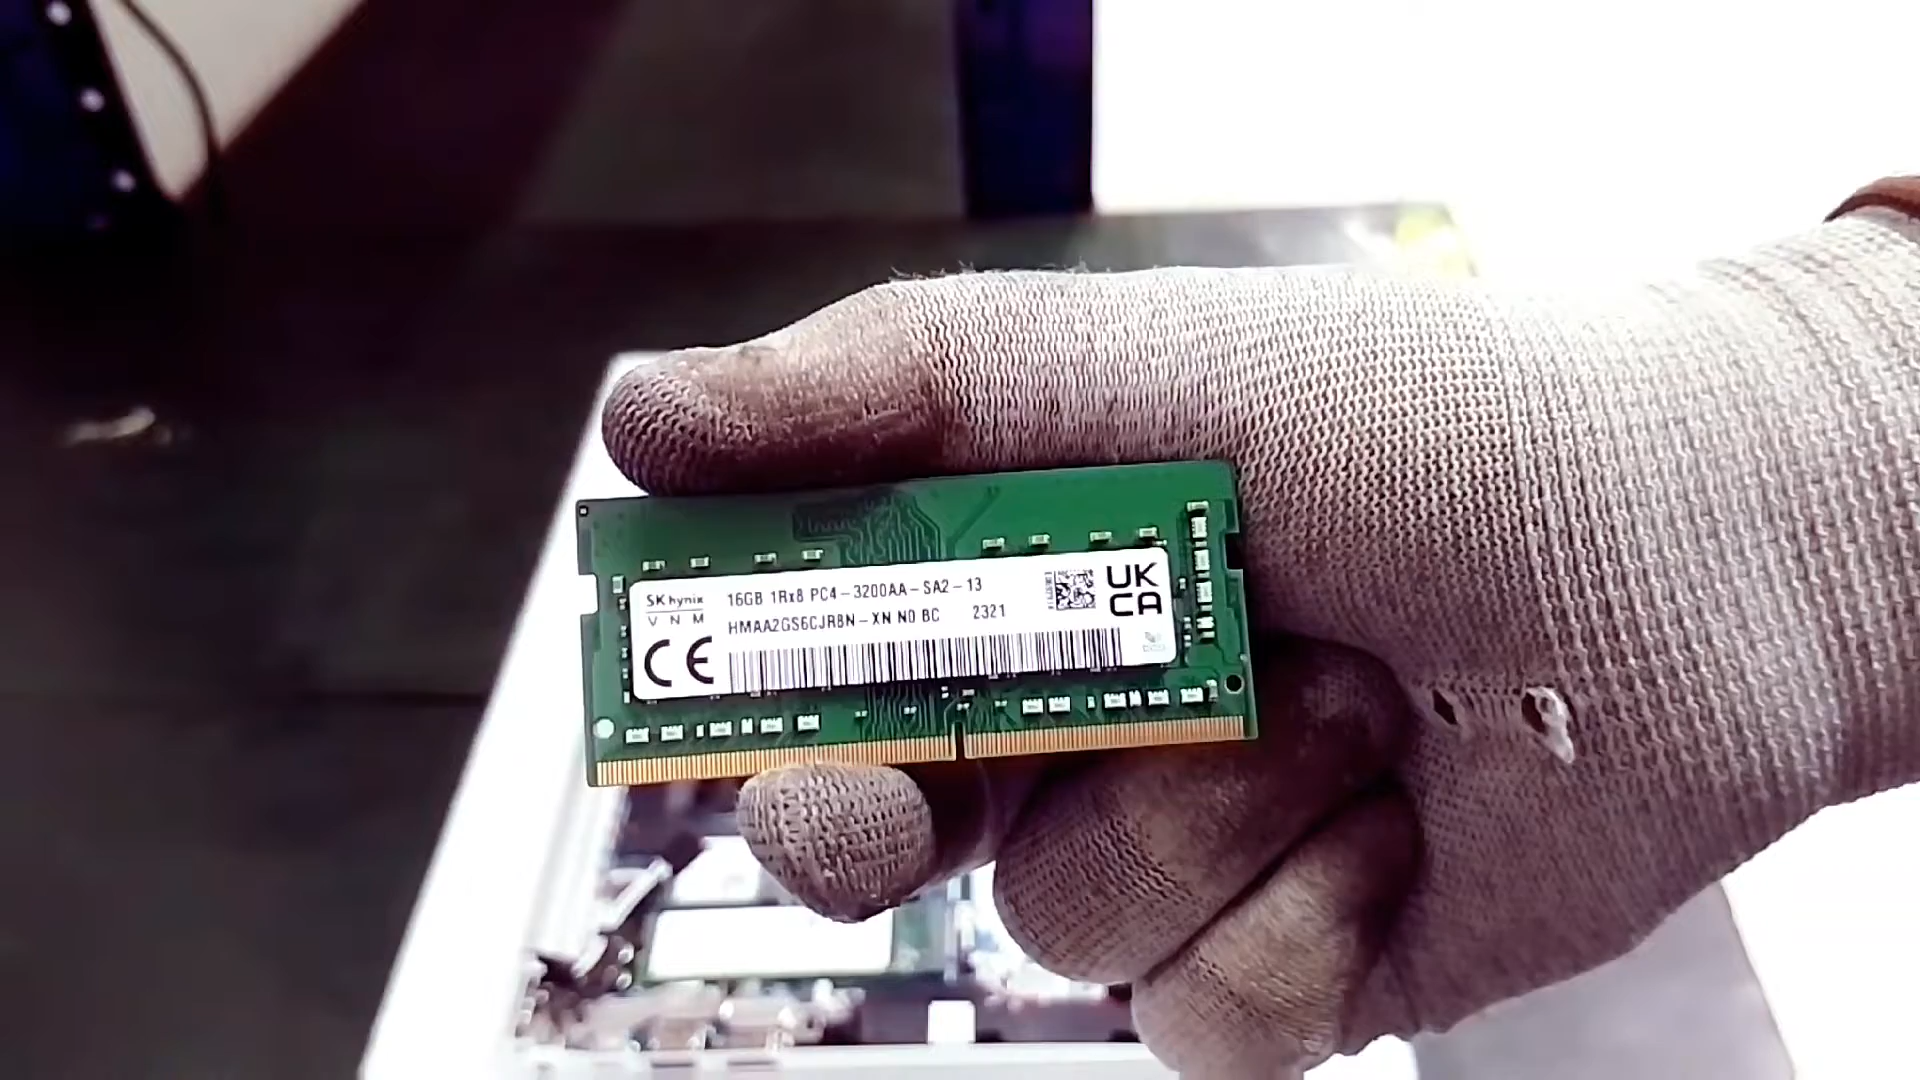 SK hynix
V N M
16GB 1Rx8 PC4-3200AA-SA2-13
HMAA2GS6CJR8N-XN N0 BC 2321
CE
UK
CA